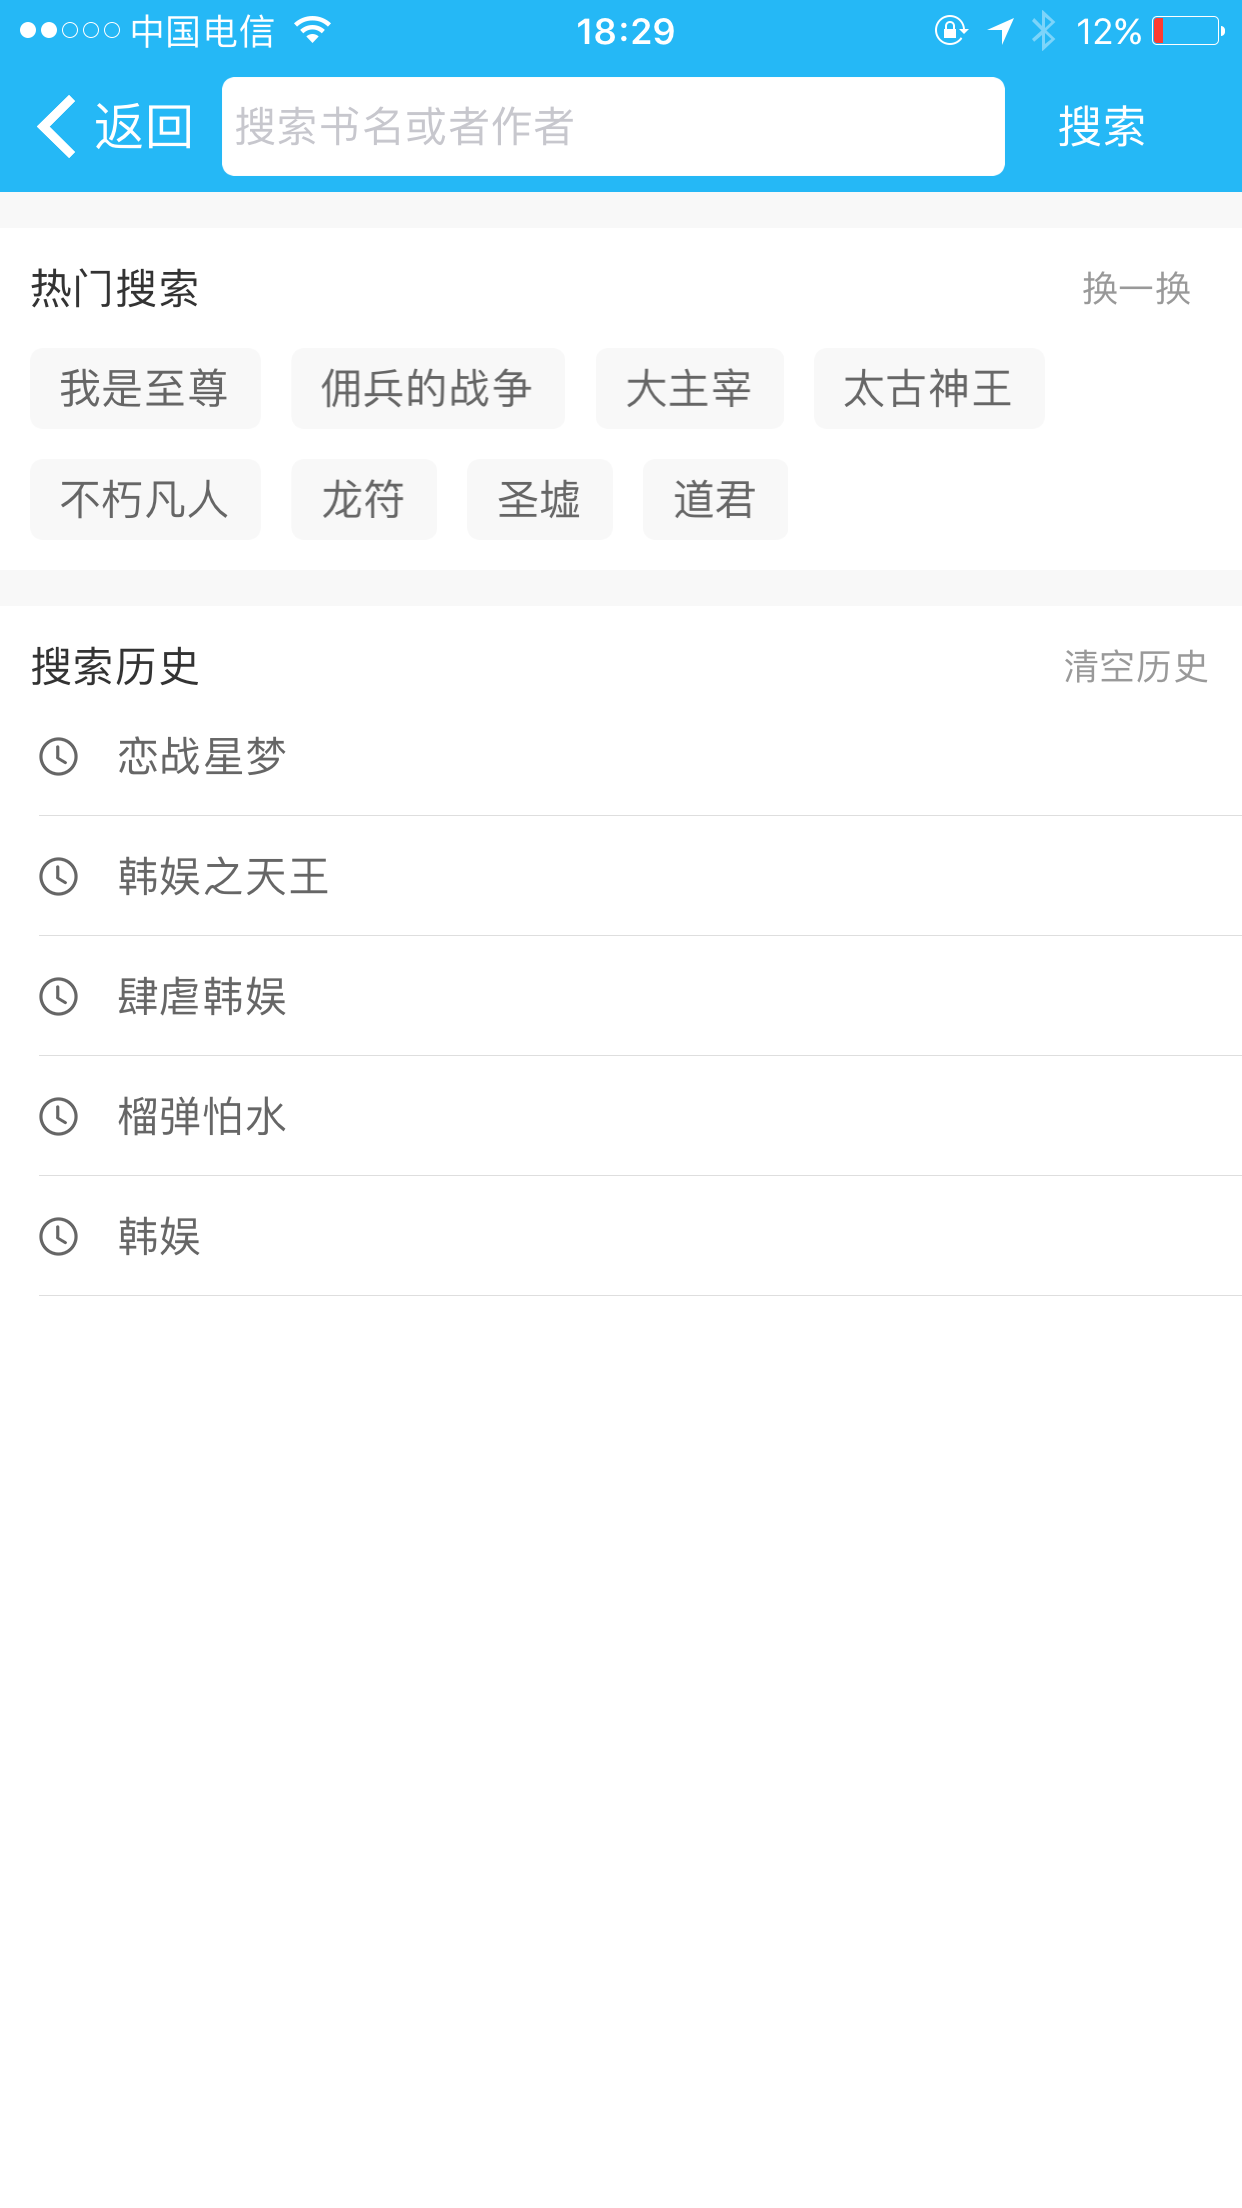 中国电信 18:29 12%
返回 搜索书名或者作者 搜索
热门搜索 换一换
我是至尊 佣兵的战争 大主宰 太古神王
不朽凡人 龙符 圣墟 道君
搜索历史 清空历史
恋战星梦
韩娱之天王
肆虐韩娱
榴弹怕水
韩娱